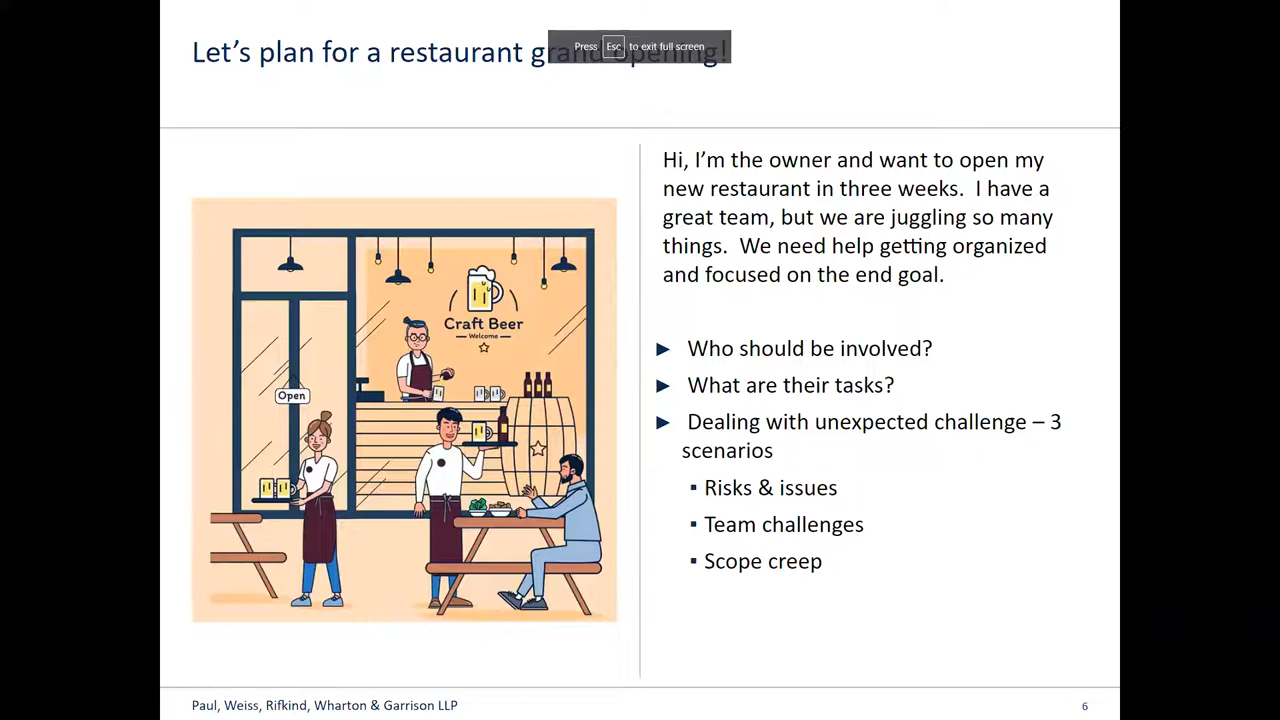 Let's plan for a restaurant grand opening!
Press Esc to exit full screen
Hi, I'm the owner and want to open my
new restaurant in three weeks.  I have a
great team, but we are juggling so many
things.  We need help getting organized
and focused on the end goal.
► Who should be involved?
► What are their tasks?
► Dealing with unexpected challenge – 3
scenarios
▪ Risks & issues
▪ Team challenges
▪ Scope creep
Craft Beer
Welcome
Open
Paul, Weiss, Rifkind, Wharton & Garrison LLP
6